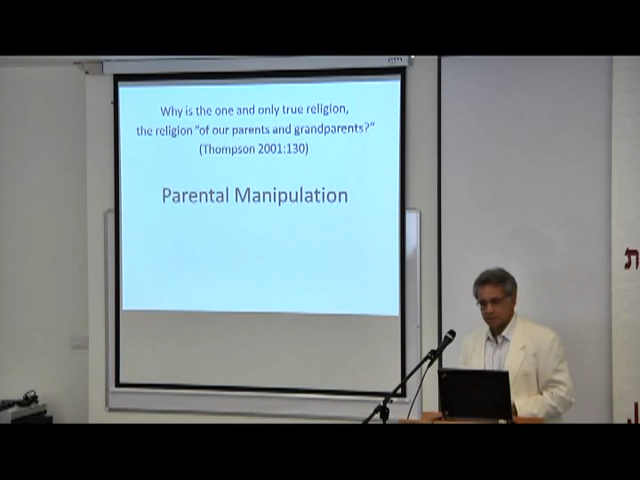 Why is the one and only true religion,
the religion "of our parents and grandparents?"
(Thompson 2001:130)
Parental Manipulation